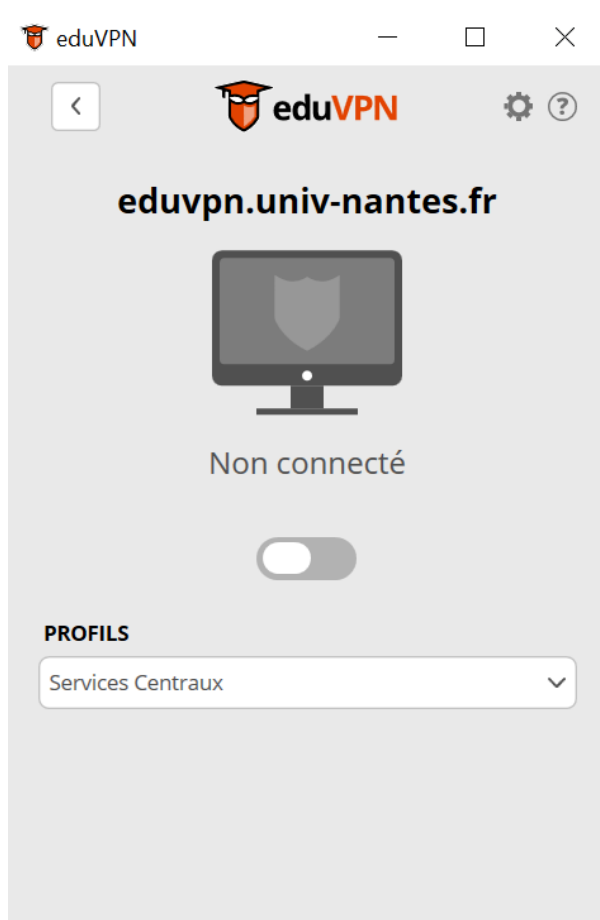 eduVPN
eduVPN
eduvpn.univ-nantes.fr
Non connecté
PROFILS
Services Centraux